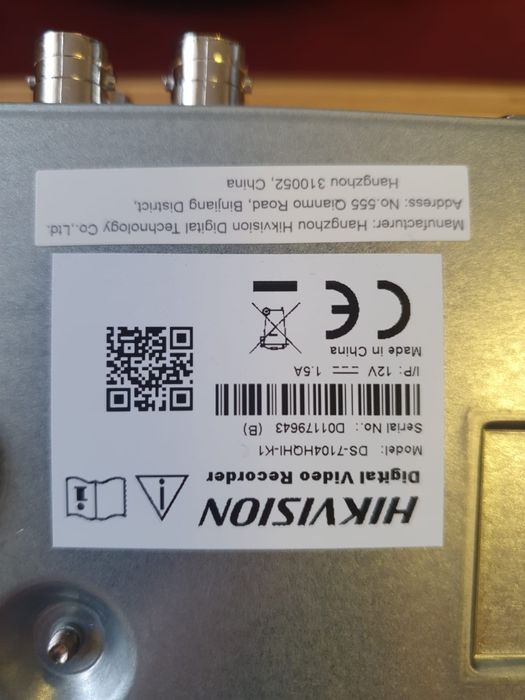 HIKVISION
Digital Video Recorder
Model: DS-7104HQHI-K1
Serial No.: D01179643 (B)
I/P: 12V ⎓ 1.5A
Made in China
CE
Manufacturer: Hangzhou Hikvision Digital Technology Co.,Ltd.
Address: No.555 Qianmo Road, Binjiang District,
Hangzhou 310052, China